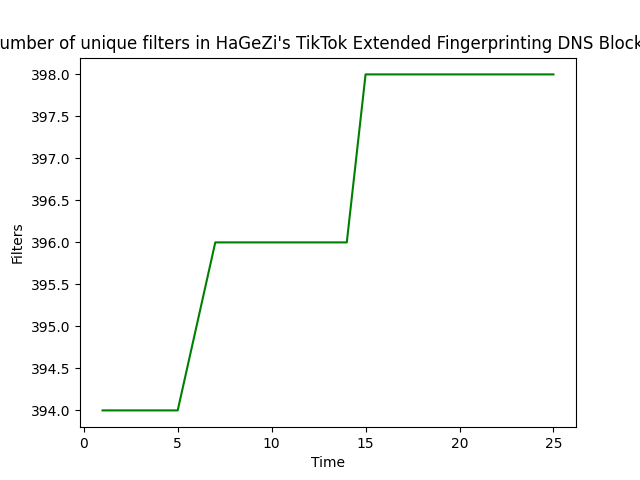 umber of unique filters in HaGeZi's TikTok Extended Fingerprinting DNS Block
398.0
397.5
397.0
396.5
396.0
395.5
395.0
394.5
394.0
Filters
0 5 10 15 20 25
Time